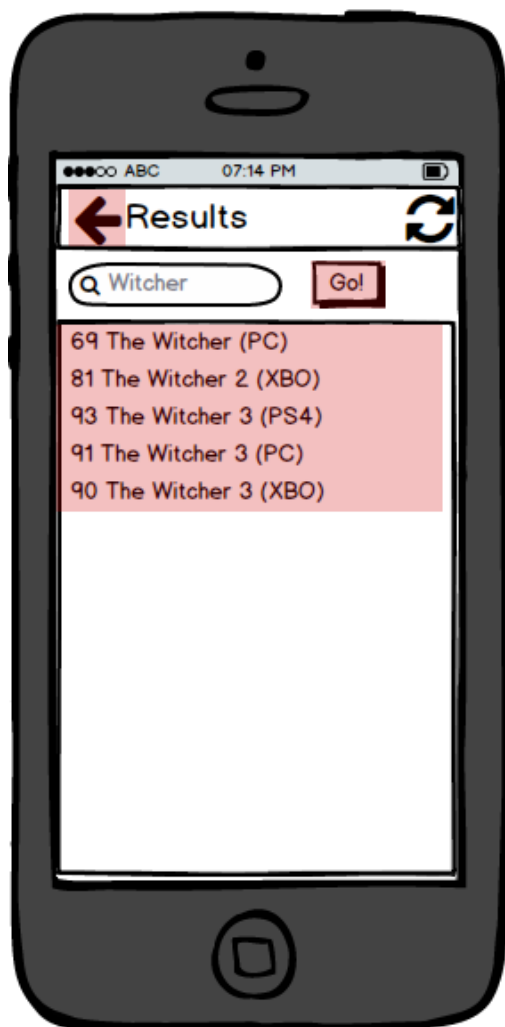 ABC 07:14 PM
Results
Witcher Go!
69 The Witcher (PC)
81 The Witcher 2 (XBO)
93 The Witcher 3 (PS4)
91 The Witcher 3 (PC)
90 The Witcher 3 (XBO)